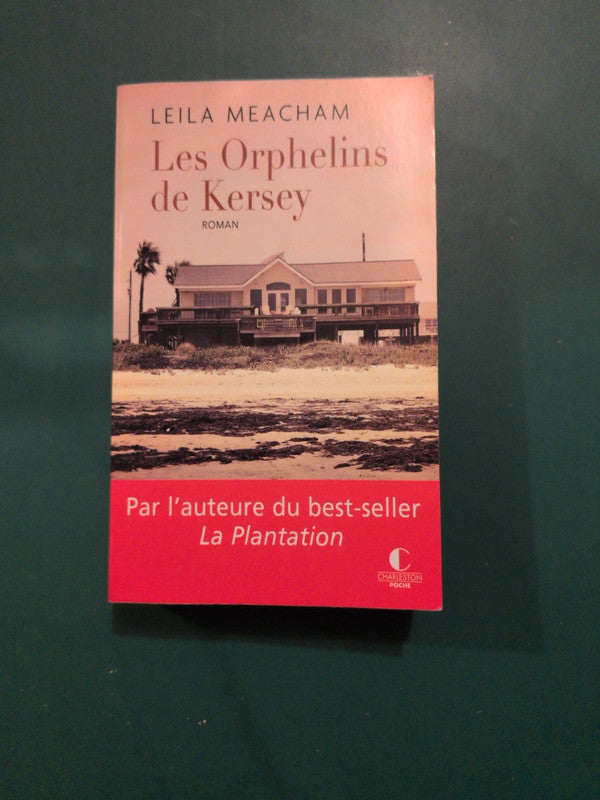 LEILA MEACHAM
Les Orphelins
de Kersey
ROMAN
Par l'auteure du best-seller
La Plantation
C
CHARLESTON
POCHE